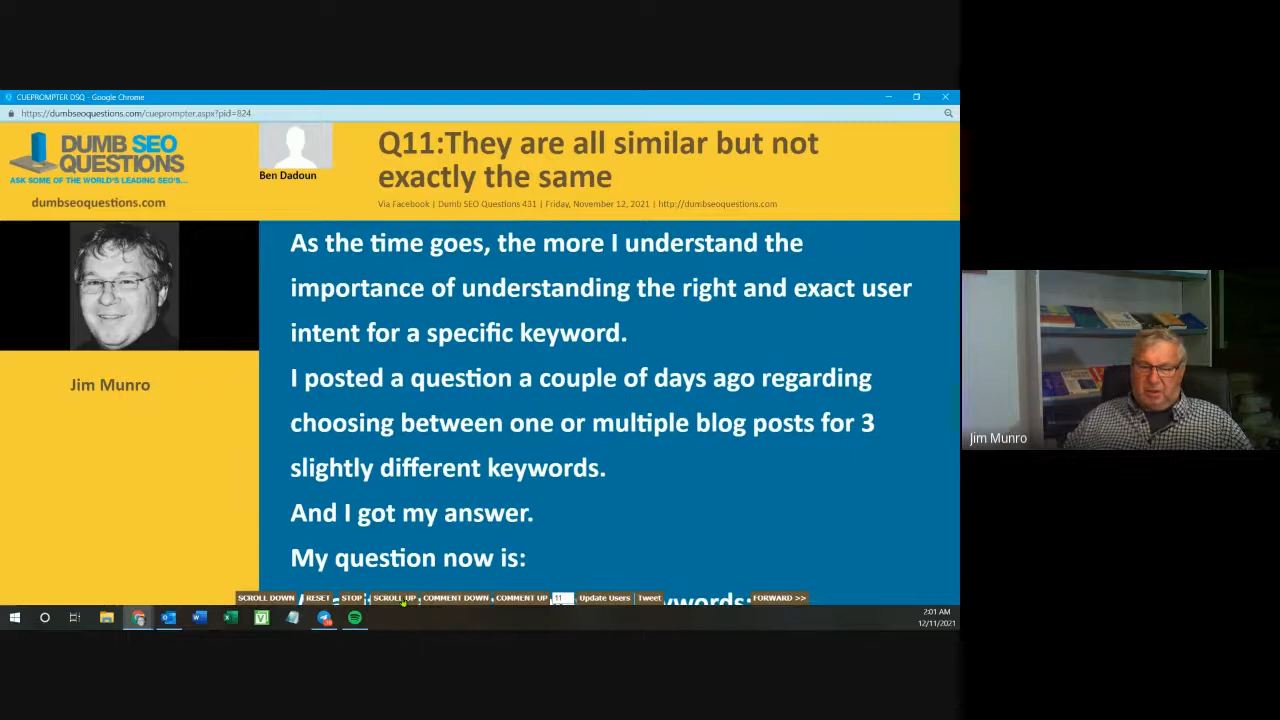 CUEPROMPTER DSQ - Google Chrome
https://dumbseoquestions.com/cueprompter.aspx?pid=824
DUMB SEO
QUESTIONS
ASK SOME OF THE WORLD'S LEADING SEO'S...
dumbseoquestions.com
Ben Dadoun
Q11:They are all similar but not
exactly the same
Via Facebook | Dumb SEO Questions 431 | Friday, November 12, 2021 | http://dumbseoquestions.com
As the time goes, the more I understand the
importance of understanding the right and exact user
intent for a specific keyword.
I posted a question a couple of days ago regarding
choosing between one or multiple blog posts for 3
slightly different keywords.
And I got my answer.
My question now is:
Jim Munro
Jim Munro
SCROLL DOWN RESET STOP SCROLL UP COMMENT DOWN COMMENT UP 11 Update Users Tweet FORWARD >>
2:01 AM
12/11/2021